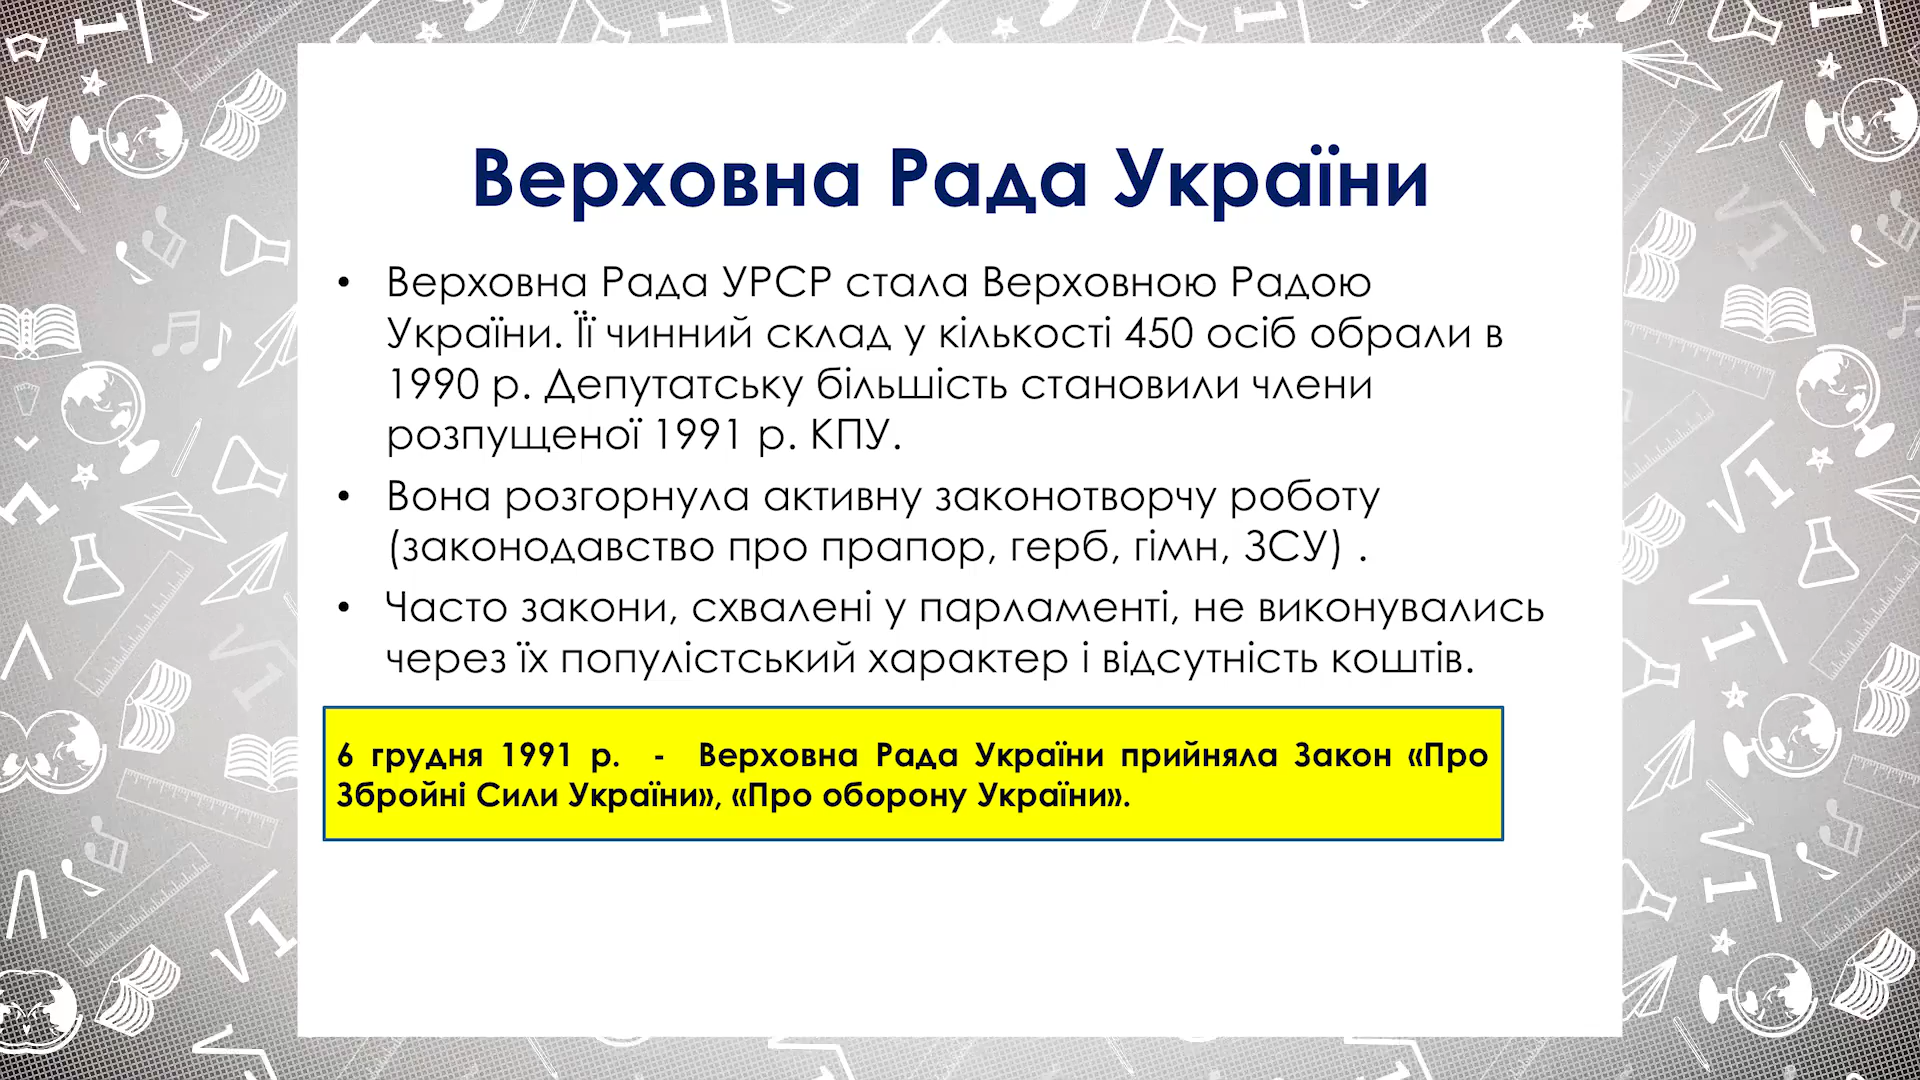 Верховна Рада України
• Верховна Рада УРСР стала Верховною Радою
України. Її чинний склад у кількості 450 осіб обрали в
1990 р. Депутатську більшість становили члени
розпущеної 1991 р. КПУ.
• Вона розгорнула активну законотворчу роботу
(законодавство про прапор, герб, гімн, ЗСУ) .
• Часто закони, схвалені у парламенті, не виконувались
через їх популістський характер і відсутність коштів.
6 грудня 1991 р. - Верховна Рада України прийняла Закон «Про
Збройні Сили України», «Про оборону України».